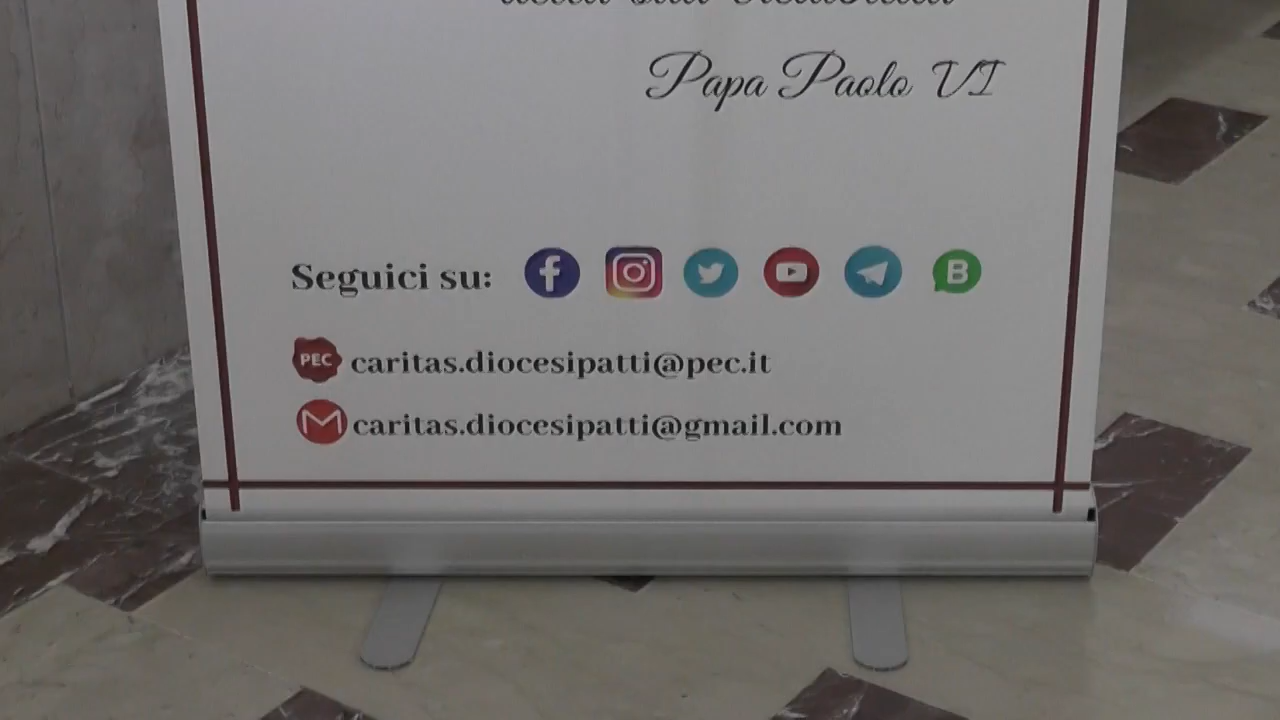 Papa Paolo VI
Seguici su:
PEC caritas.diocesipatti@pec.it
caritas.diocesipatti@gmail.com